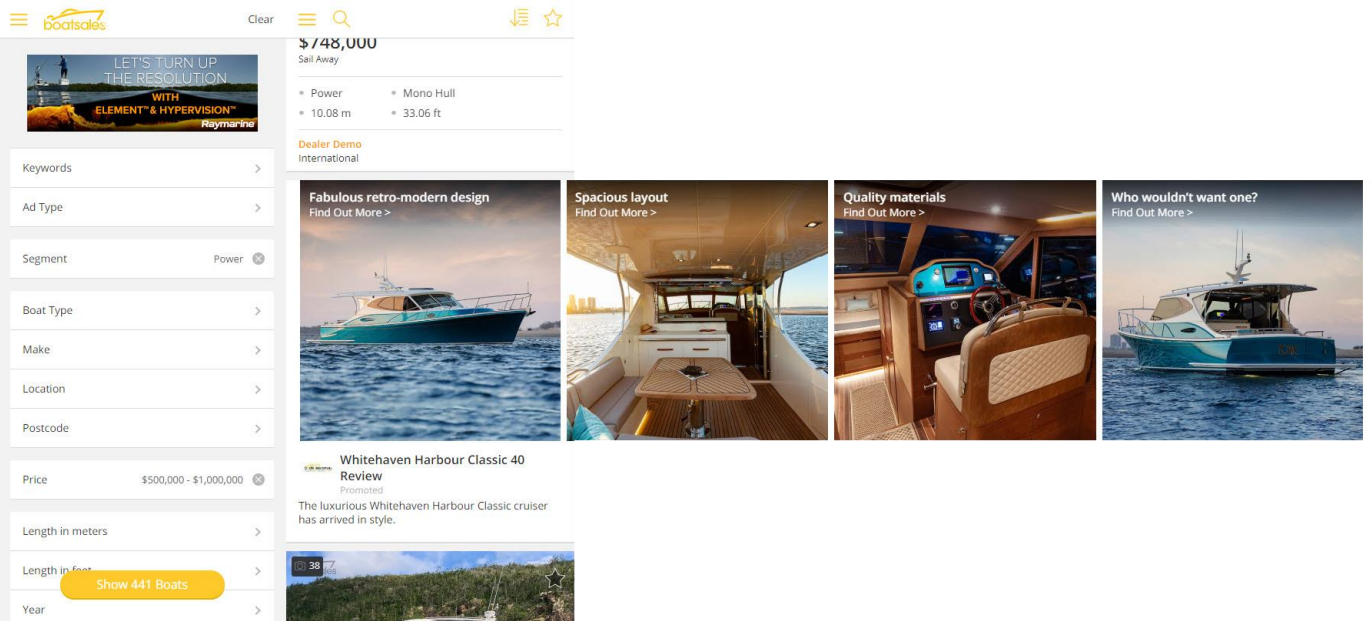 boatsales
Clear
LET'S TURN UP
THE RESOLUTION
WITH
ELEMENT™ & HYPERVISION™
Raymarine
Keywords
Ad Type
Segment Power
Boat Type
Make
Location
Postcode
Price $500,000 - $1,000,000
Length in meters
Length in feet
Show 441 Boats
Year
$748,000
Sail Away
Power Mono Hull
10.08 m 33.06 ft
Dealer Demo
International
Fabulous retro-modern design
Find Out More >
Spacious layout
Find Out More >
Quality materials
Find Out More >
Who wouldn't want one?
Find Out More >
Whitehaven Harbour Classic 40
Review
Promoted
The luxurious Whitehaven Harbour Classic cruiser
has arrived in style.
38